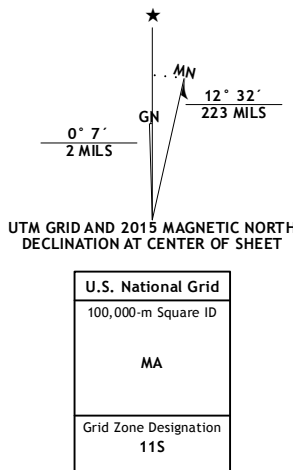 ★
MN
GN
12° 32´
223 MILS
0° 7´
2 MILS
UTM GRID AND 2015 MAGNETIC NORTH
DECLINATION AT CENTER OF SHEET
U.S. National Grid
100,000-m Square ID
MA
Grid Zone Designation
11S